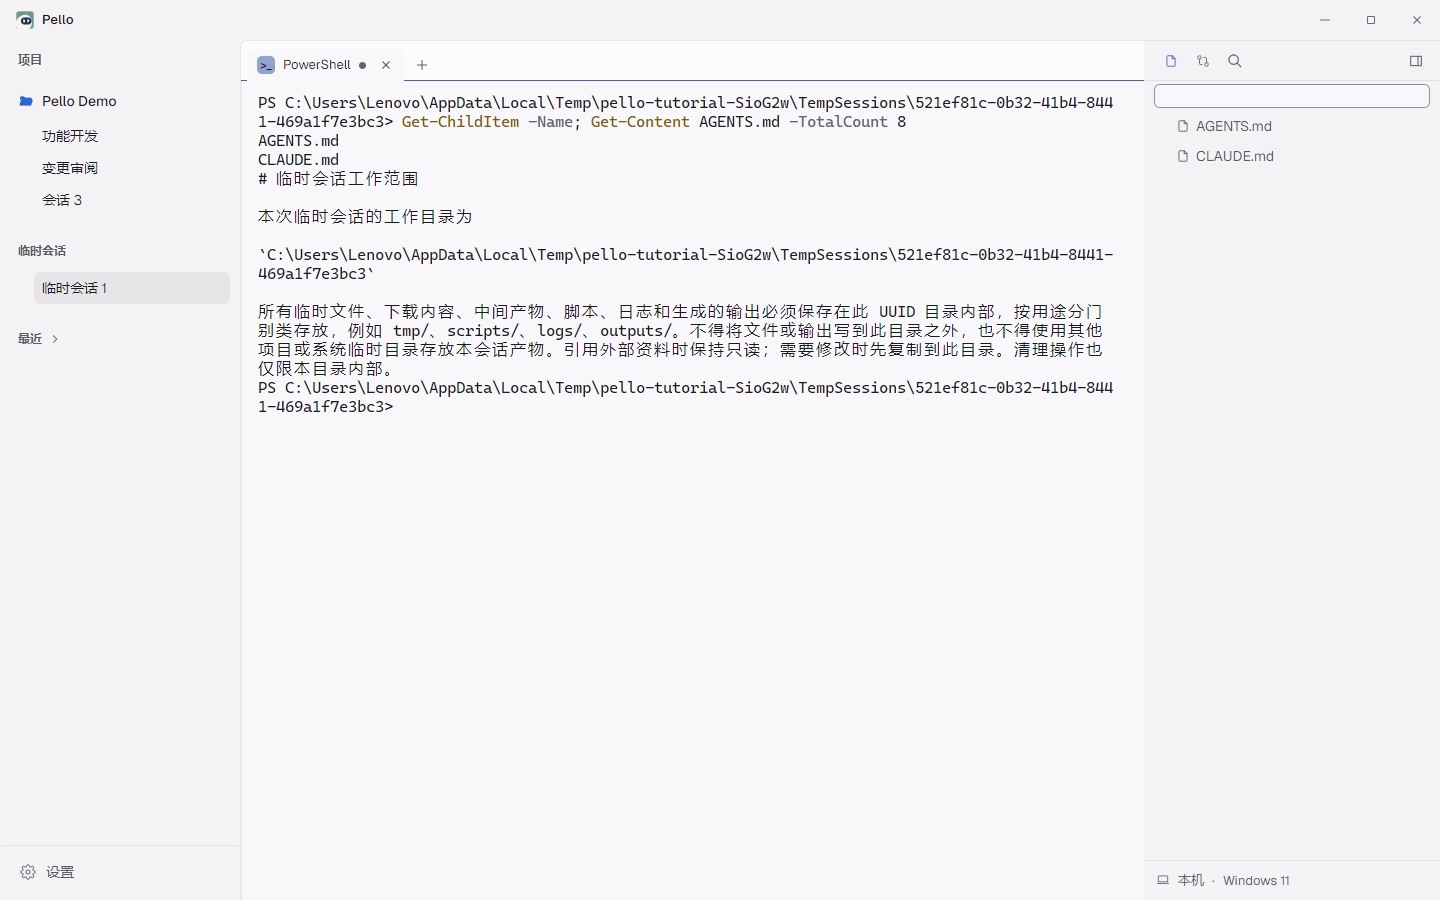 Pello
项目
Pello Demo
功能开发
变更审阅
会话 3
临时会话
临时会话 1
最近
设置
PowerShell
PS C:\Users\Lenovo\AppData\Local\Temp\pello-tutorial-SioG2w\TempSessions\521ef81c-0b32-41b4-844
1-469a1f7e3bc3> Get-ChildItem -Name; Get-Content AGENTS.md -TotalCount 8
AGENTS.md
CLAUDE.md
# 临时会话工作范围
本次临时会话的工作目录为
`C:\Users\Lenovo\AppData\Local\Temp\pello-tutorial-SioG2w\TempSessions\521ef81c-0b32-41b4-8441-
469a1f7e3bc3`
所有临时文件、下载内容、中间产物、脚本、日志和生成的输出必须保存在此 UUID 目录内部，按用途分门
别类存放，例如 tmp/、scripts/、logs/、outputs/。不得将文件或输出写到此目录之外，也不得使用其他
项目或系统临时目录存放本会话产物。引用外部资料时保持只读；需要修改时先复制到此目录。清理操作也
仅限本目录内部。
PS C:\Users\Lenovo\AppData\Local\Temp\pello-tutorial-SioG2w\TempSessions\521ef81c-0b32-41b4-844
1-469a1f7e3bc3>
AGENTS.md
CLAUDE.md
本机 · Windows 11